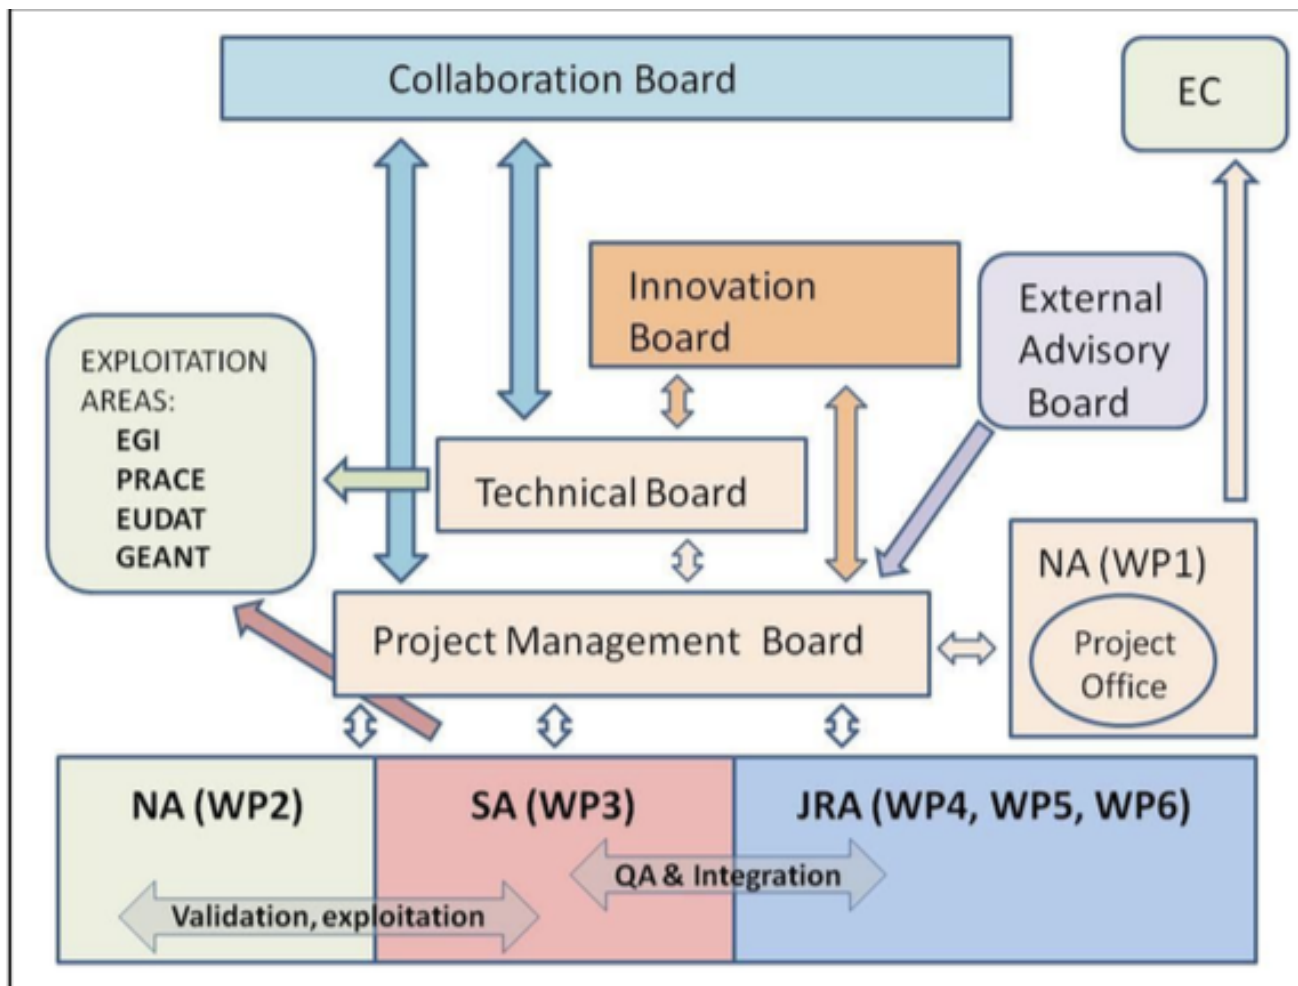 Collaboration Board
EC
Innovation
Board
External
Advisory
Board
EXPLOITATION
AREAS:
EGI
PRACE
EUDAT
GEANT
Technical Board
NA (WP1)
Project
Office
Project Management Board
NA (WP2)
SA (WP3)
JRA (WP4, WP5, WP6)
QA & Integration
Validation, exploitation